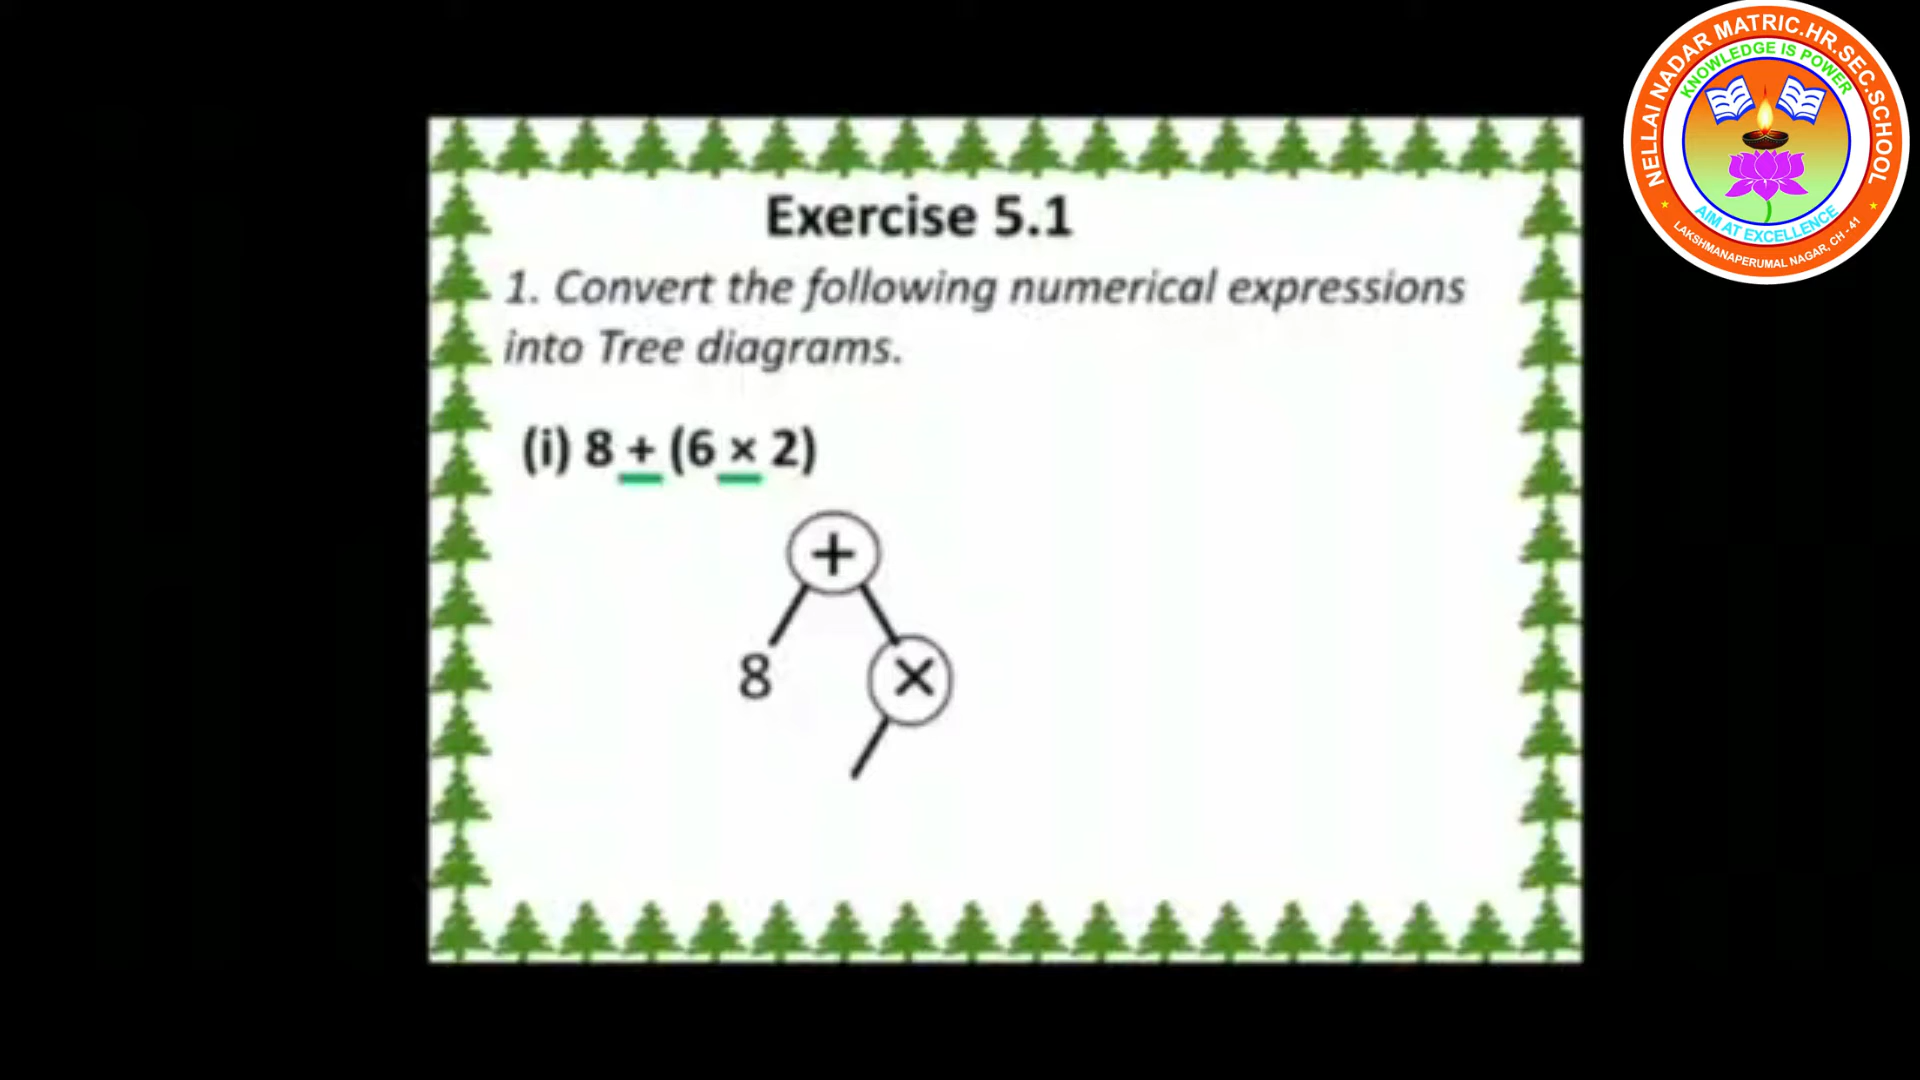 NELLAI NADAR MATRIC.HR.SEC.SCHOOL
KNOWLEDGE IS POWER
AIM AT EXCELLENCE
LAKSHMANAPERUMAL NAGAR, CH - 41
Exercise 5.1
1. Convert the following numerical expressions
into Tree diagrams.
(i) 8 + (6 × 2)
+
8 ×